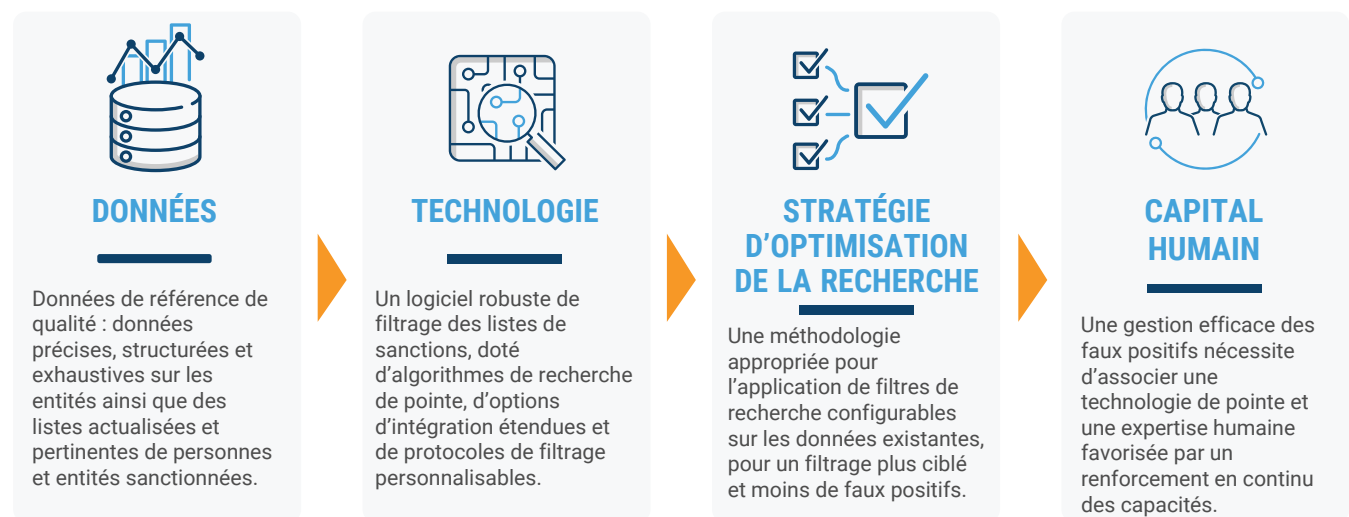 DONNÉES
Données de référence de
qualité : données
précises, structurées et
exhaustives sur les
entités ainsi que des
listes actualisées et
pertinentes de personnes
et entités sanctionnées.
TECHNOLOGIE
Un logiciel robuste de
filtrage des listes de
sanctions, doté
d’algorithmes de recherche
de pointe, d’options
d’intégration étendues et
de protocoles de filtrage
personnalisables.
STRATÉGIE
D’OPTIMISATION
DE LA RECHERCHE
Une méthodologie
appropriée pour
l’application de filtres de
recherche configurables
sur les données existantes,
pour un filtrage plus ciblé
et moins de faux positifs.
CAPITAL
HUMAIN
Une gestion efficace des
faux positifs nécessite
d’associer une
technologie de pointe et
une expertise humaine
favorisée par un
renforcement en continu
des capacités.